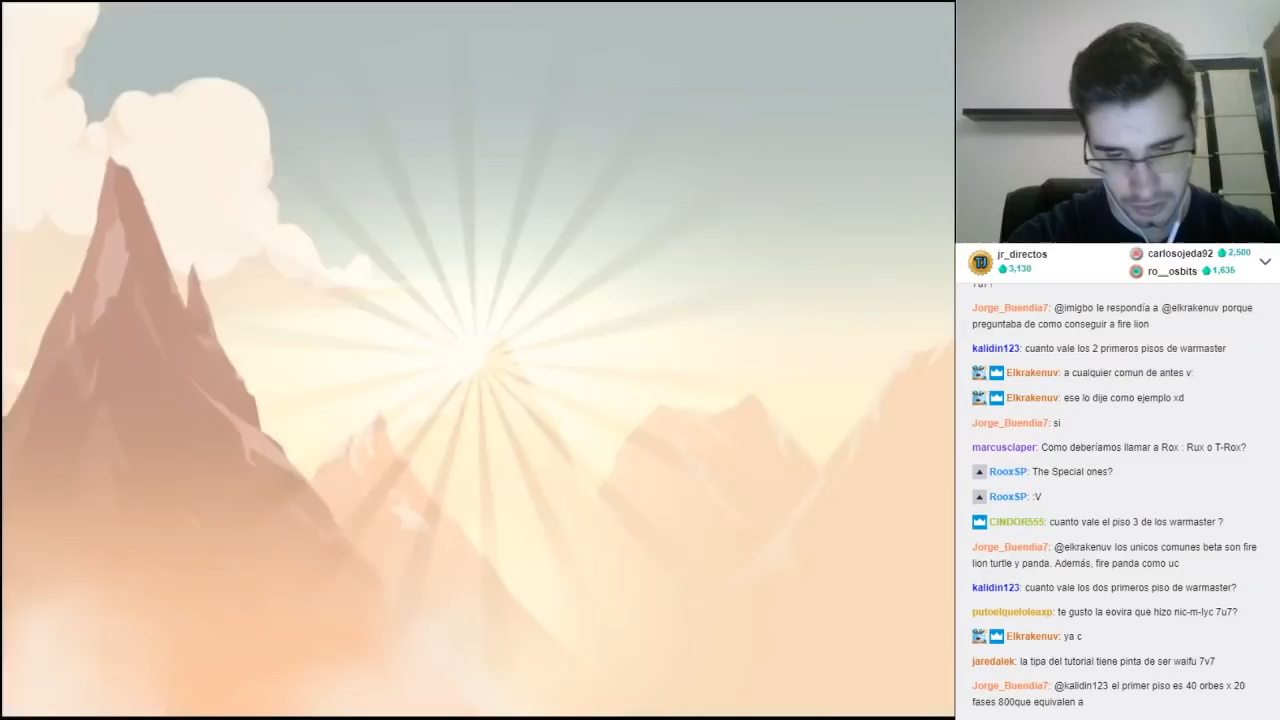 jr_directos
3,130
carlosojeda92 2,500
ro__osbits 1,635
Jorge_Buendia7: @imigbo le respondía a @elkrakenuv porque
preguntaba de como conseguir a fire lion
kalidin123: cuanto vale los 2 primeros pisos de warmaster
Elkrakenuv: a cualquier comun de antes v:
Elkrakenuv: ese lo dije como ejemplo xd
Jorge_Buendia7: si
marcusclaper: Como deberíamos llamar a Rox : Rux o T-Rox?
RooxSP: The Special ones?
RooxSP: :V
CINDOR555: cuanto vale el piso 3 de los warmaster ?
Jorge_Buendia7: @elkrakenuv los unicos comunes beta son fire
lion turtle y panda. Además, fire panda como uc
kalidin123: cuanto vale los dos primeros piso de warmaster?
putoelqueloleaxp: te gusto la eovira que hizo nic-m-lyc 7u7?
Elkrakenuv: ya c
jaredalek: la tipa del tutorial tiene pinta de ser waifu 7v7
Jorge_Buendia7: @kalidin123 el primer piso es 40 orbes x 20
fases 800que equivalen a